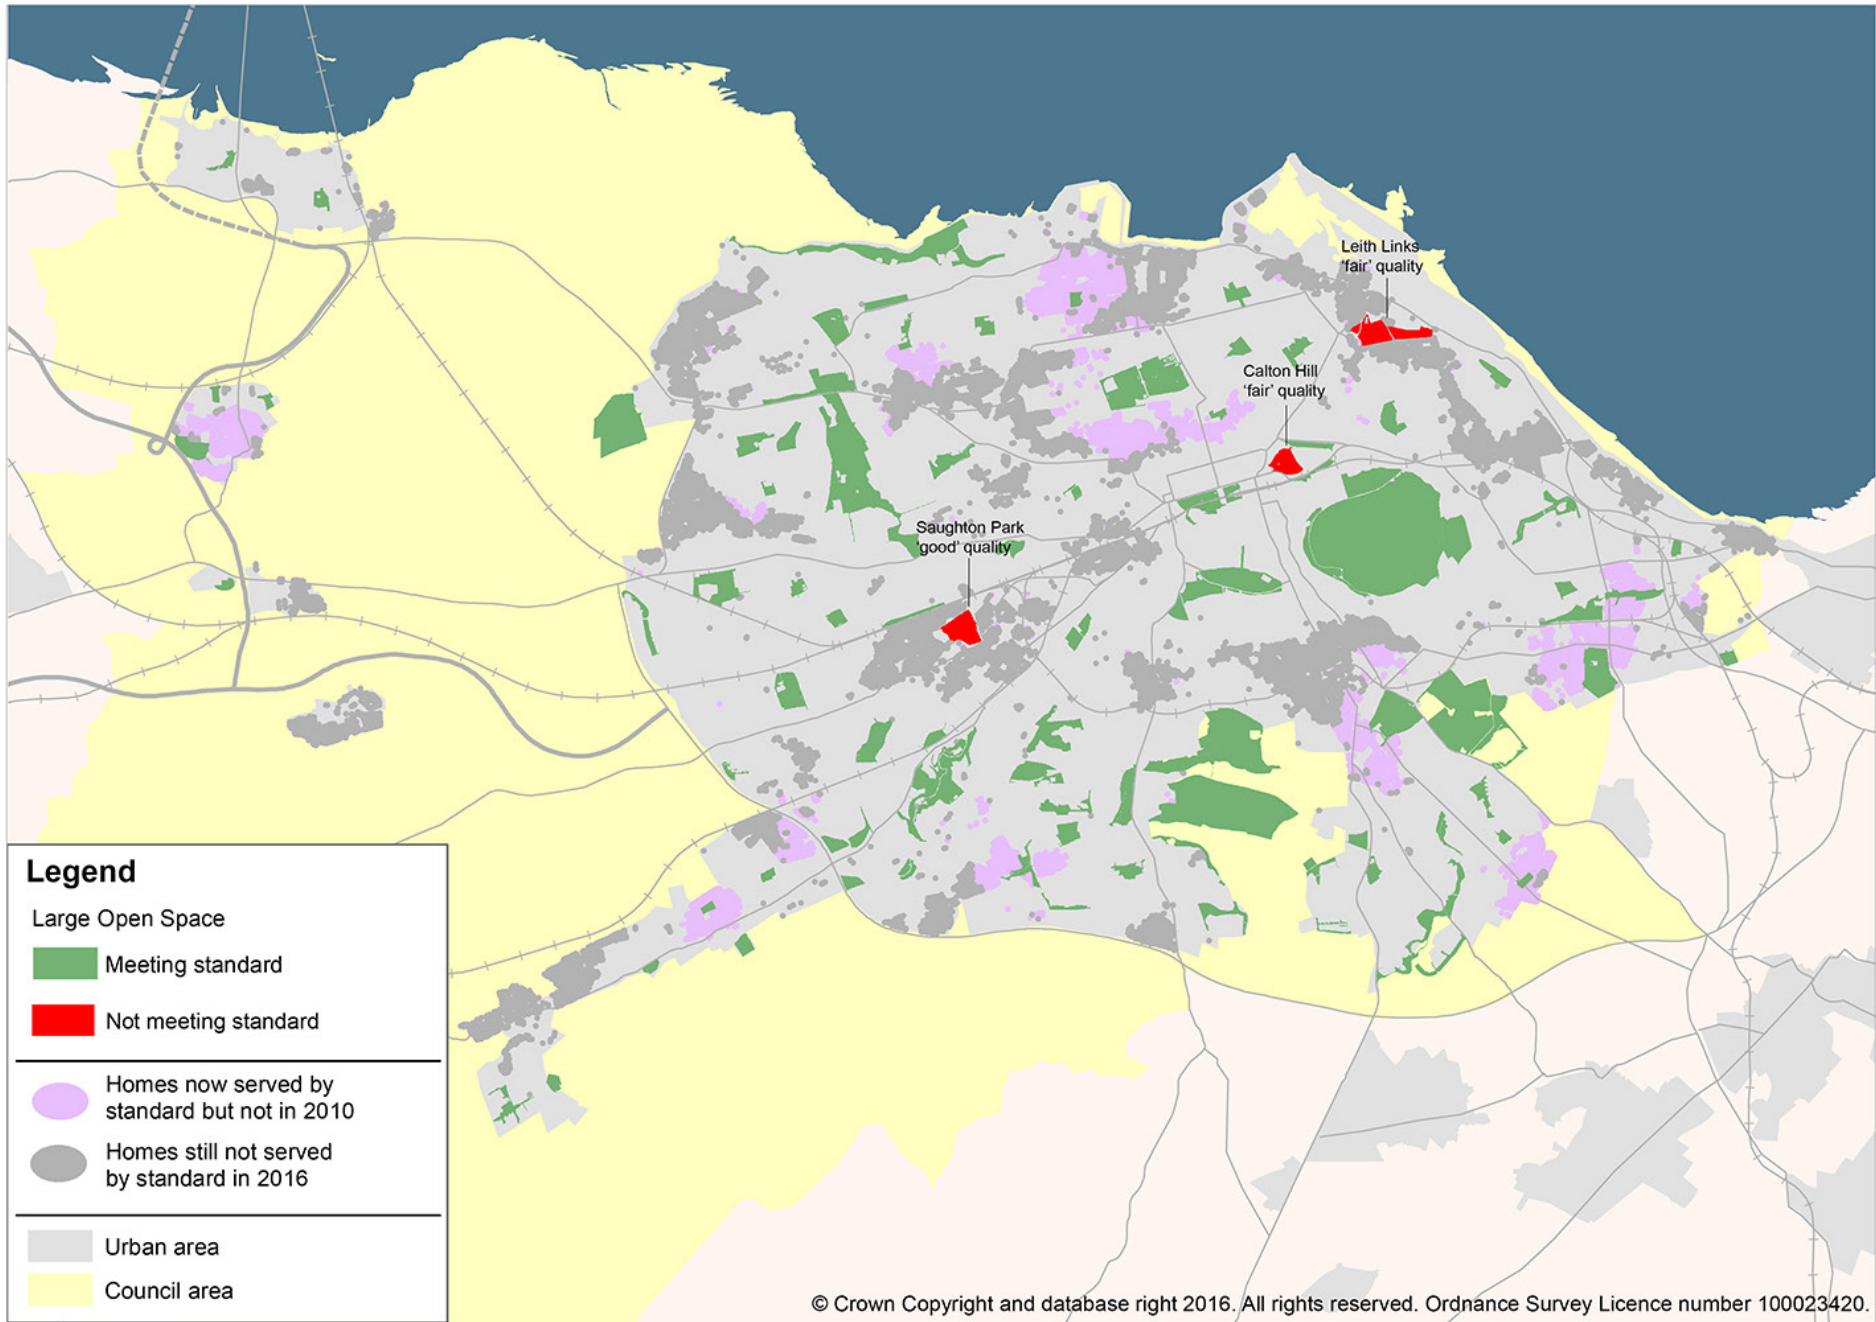 Leith Links
'fair' quality
Calton Hill
'fair' quality
Saughton Park
'good' quality
Legend
Large Open Space
Meeting standard
Not meeting standard
Homes now served by
standard but not in 2010
Homes still not served
by standard in 2016
Urban area
Council area
© Crown Copyright and database right 2016. All rights reserved. Ordnance Survey Licence number 100023420.